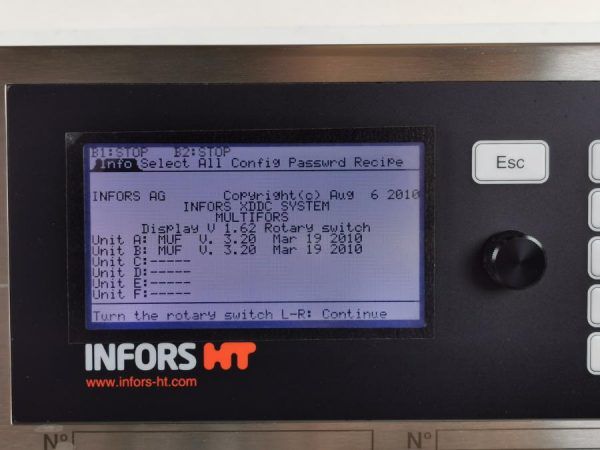 B1:STOP B2:STOP
Info Select All Config Passwrd Recipe
INFORS AG Copyright(c) Aug 6 2010
INFORS XDDC SYSTEM
MULTIFORS
Display V 1.62 Rotary switch
Unit A: MUF V. 3.20 Mar 19 2010
Unit B: MUF V. 3.20 Mar 19 2010
Unit C:-----
Unit D:-----
Unit E:-----
Unit F:-----
Turn the rotary switch L-R: Continue
Esc
INFORS HT
www.infors-ht.com
N° N°